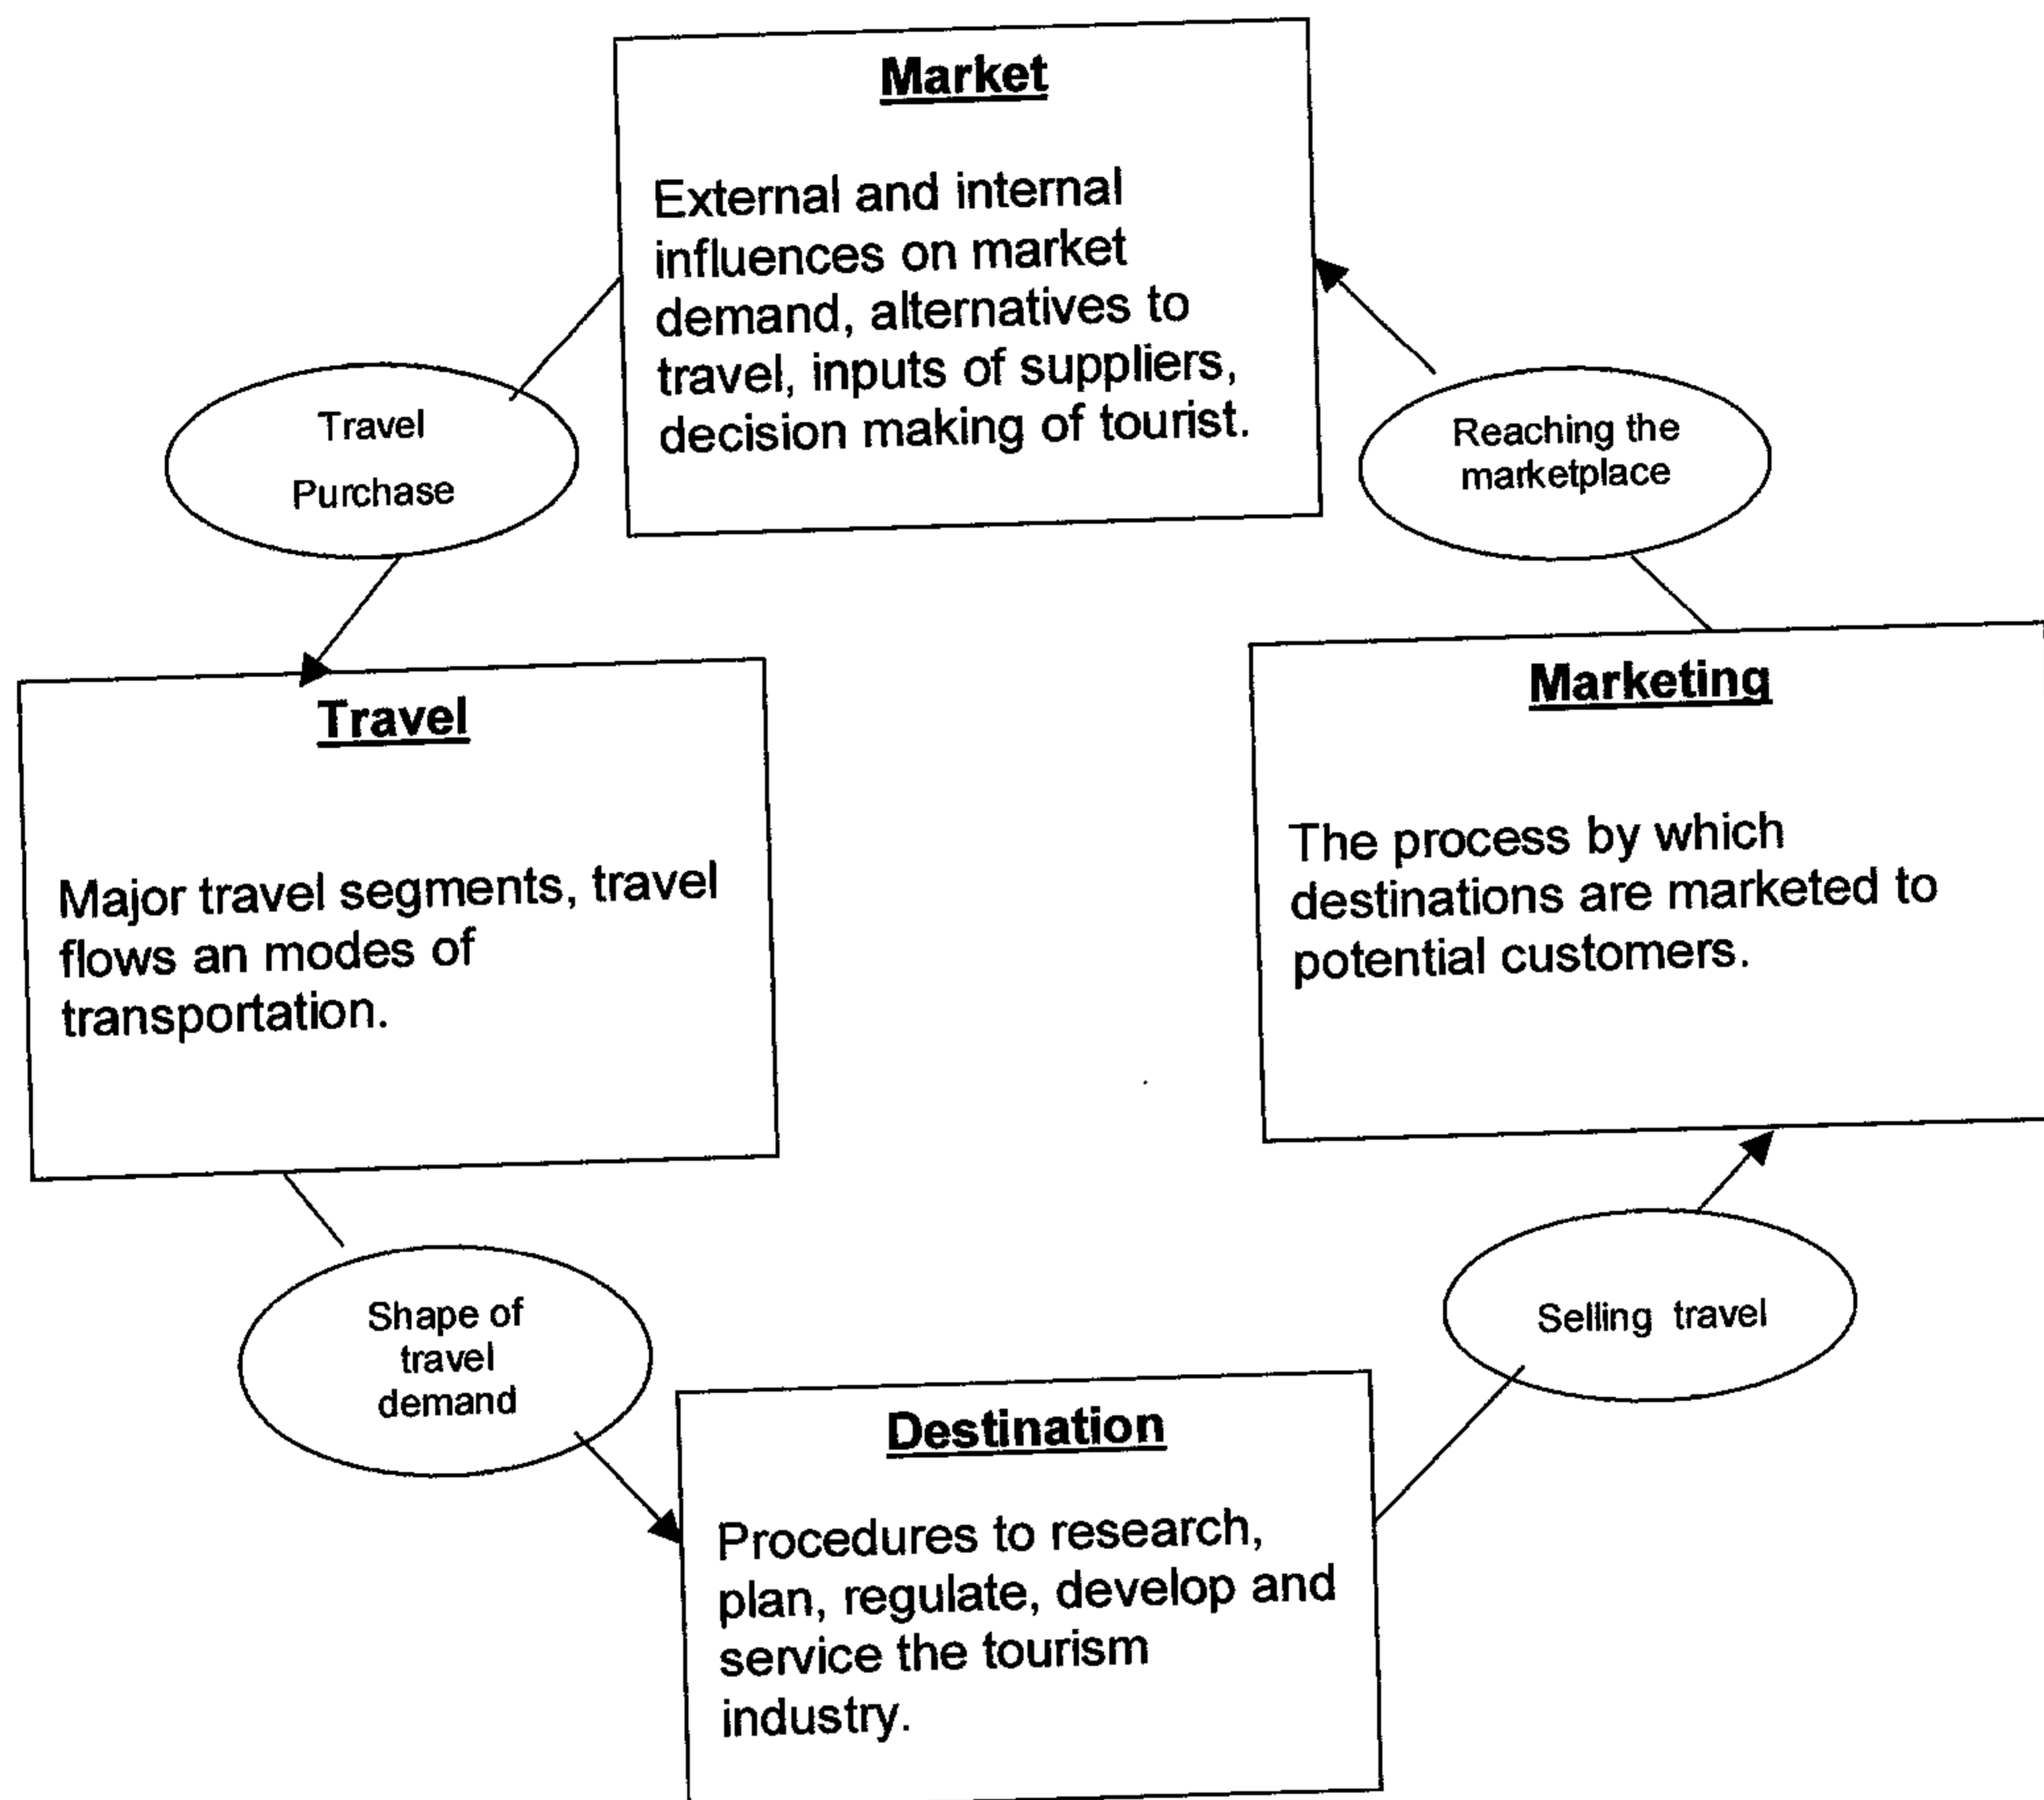 Market
External and internal
influences on market
demand, alternatives to
travel, inputs of suppliers,
decision making of tourist.
Travel
Purchase
Reaching the
marketplace
Travel
Major travel segments, travel
flows an modes of
transportation.
Marketing
The process by which
destinations are marketed to
potential customers.
Shape of
travel
demand
Selling travel
Destination
Procedures to research,
plan, regulate, develop and
service the tourism
industry.